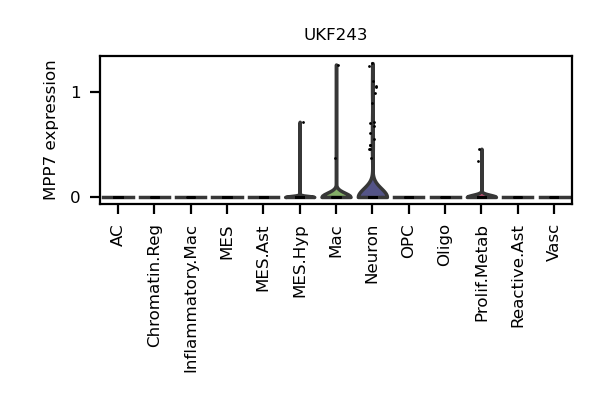 UKF243
MPP7 expression
1
0
AC
Chromatin.Reg
Inflammatory.Mac
MES
MES.Ast
MES.Hyp
Mac
Neuron
OPC
Oligo
Prolif.Metab
Reactive.Ast
Vasc